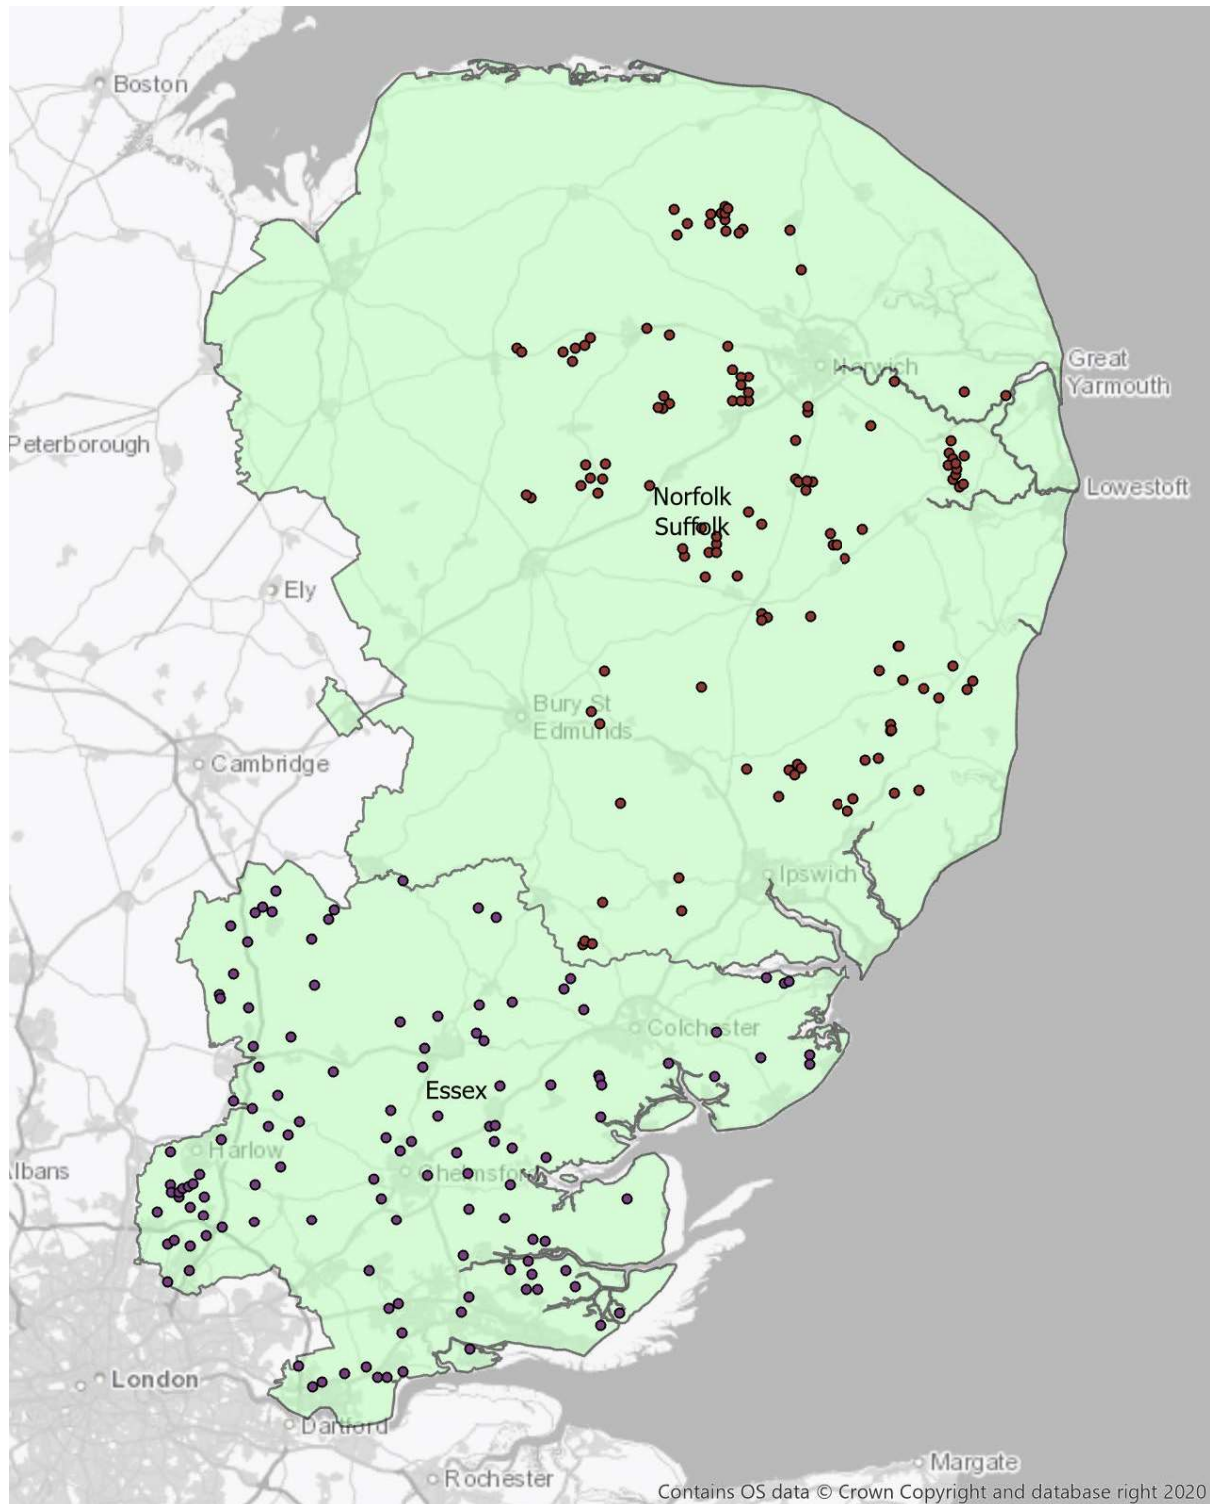 Boston
Norwich
Great
Yarmouth
Peterborough
Lowestoft
Norfolk
Suffolk
Ely
Bury St
Edmunds
Cambridge
Ipswich
Colchester
Essex
Harlow
lbans
Chelmsford
London
Dartford
Rochester
Margate
Contains OS data © Crown Copyright and database right 2020